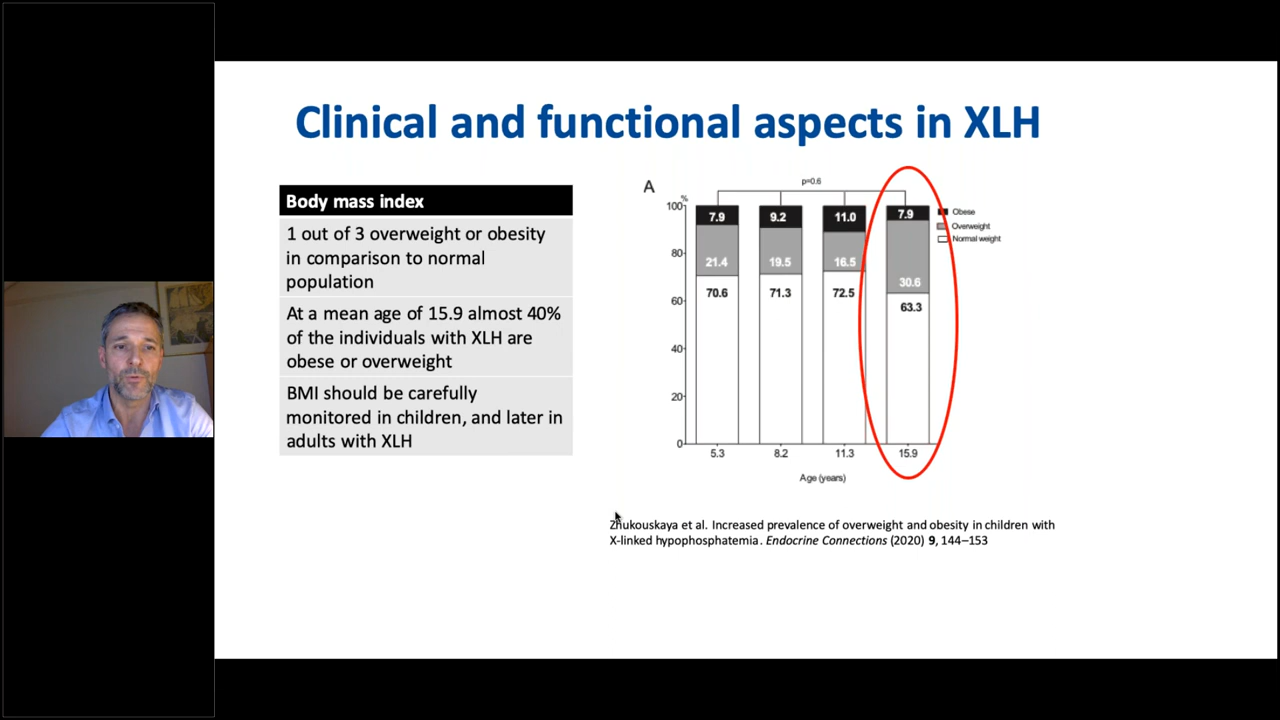 Clinical and functional aspects in XLH
Body mass index
1 out of 3 overweight or obesity
in comparison to normal
population
At a mean age of 15.9 almost 40%
of the individuals with XLH are
obese or overweight
BMI should be carefully
monitored in children, and later in
adults with XLH
A
p=0.6
%
100
80
60
40
20
0
7.9
9.2
11.0
7.9
21.4
19.5
16.5
30.6
70.6
71.3
72.5
63.3
Obese
Overweight
Normal weight
5.3
8.2
11.3
15.9
Age (years)
Zhukouskaya et al. Increased prevalence of overweight and obesity in children with
X-linked hypophosphatemia. Endocrine Connections (2020) 9, 144–153